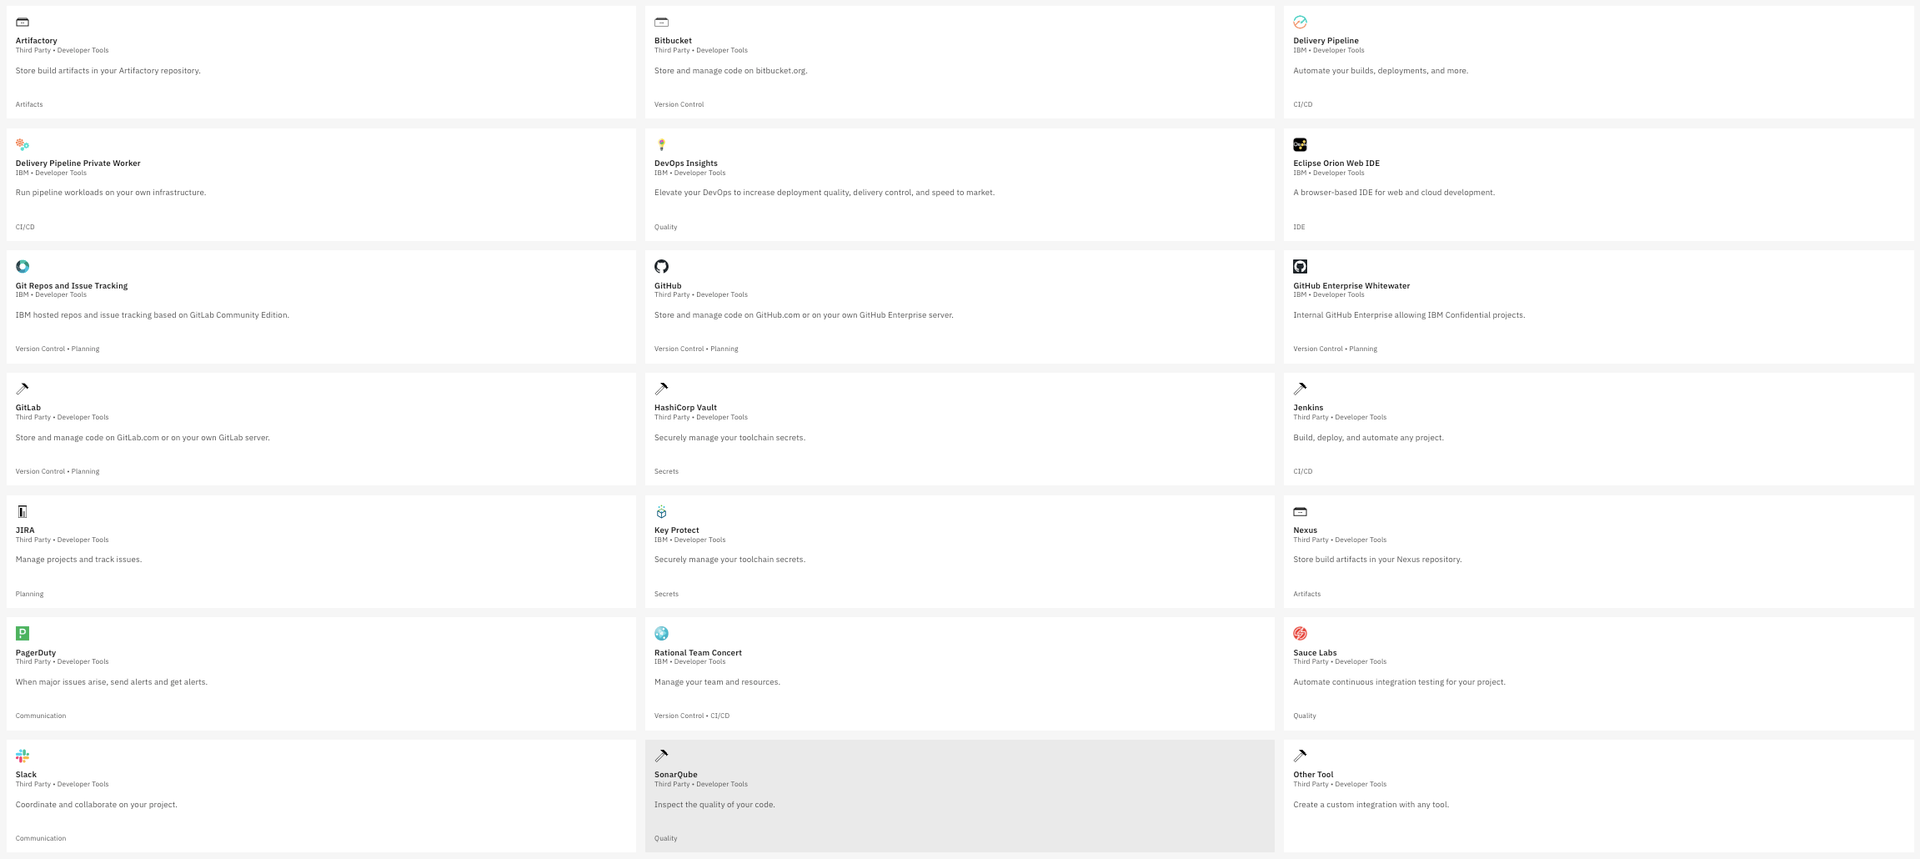 Artifactory
Third Party • Developer Tools
Store build artifacts in your Artifactory repository.
Artifacts
Bitbucket
Third Party • Developer Tools
Store and manage code on bitbucket.org.
Version Control
Delivery Pipeline
IBM • Developer Tools
Automate your builds, deployments, and more.
CI/CD
Delivery Pipeline Private Worker
IBM • Developer Tools
Run pipeline workloads on your own infrastructure.
CI/CD
DevOps Insights
IBM • Developer Tools
Elevate your DevOps to increase deployment quality, delivery control, and speed to market.
Quality
Eclipse Orion Web IDE
IBM • Developer Tools
A browser-based IDE for web and cloud development.
IDE
Git Repos and Issue Tracking
IBM • Developer Tools
IBM hosted repos and issue tracking based on GitLab Community Edition.
Version Control • Planning
GitHub
Third Party • Developer Tools
Store and manage code on GitHub.com or on your own GitHub Enterprise server.
Version Control • Planning
GitHub Enterprise Whitewater
IBM • Developer Tools
Internal GitHub Enterprise allowing IBM Confidential projects.
Version Control • Planning
GitLab
Third Party • Developer Tools
Store and manage code on GitLab.com or on your own GitLab server.
Version Control • Planning
HashiCorp Vault
Third Party • Developer Tools
Securely manage your toolchain secrets.
Secrets
Jenkins
Third Party • Developer Tools
Build, deploy, and automate any project.
CI/CD
JIRA
Third Party • Developer Tools
Manage projects and track issues.
Planning
Key Protect
IBM • Developer Tools
Securely manage your toolchain secrets.
Secrets
Nexus
Third Party • Developer Tools
Store build artifacts in your Nexus repository.
Artifacts
PagerDuty
Third Party • Developer Tools
When major issues arise, send alerts and get alerts.
Communication
Rational Team Concert
IBM • Developer Tools
Manage your team and resources.
Version Control • CI/CD
Sauce Labs
Third Party • Developer Tools
Automate continuous integration testing for your project.
Quality
Slack
Third Party • Developer Tools
Coordinate and collaborate on your project.
Communication
SonarQube
Third Party • Developer Tools
Inspect the quality of your code.
Quality
Other Tool
Third Party • Developer Tools
Create a custom integration with any tool.